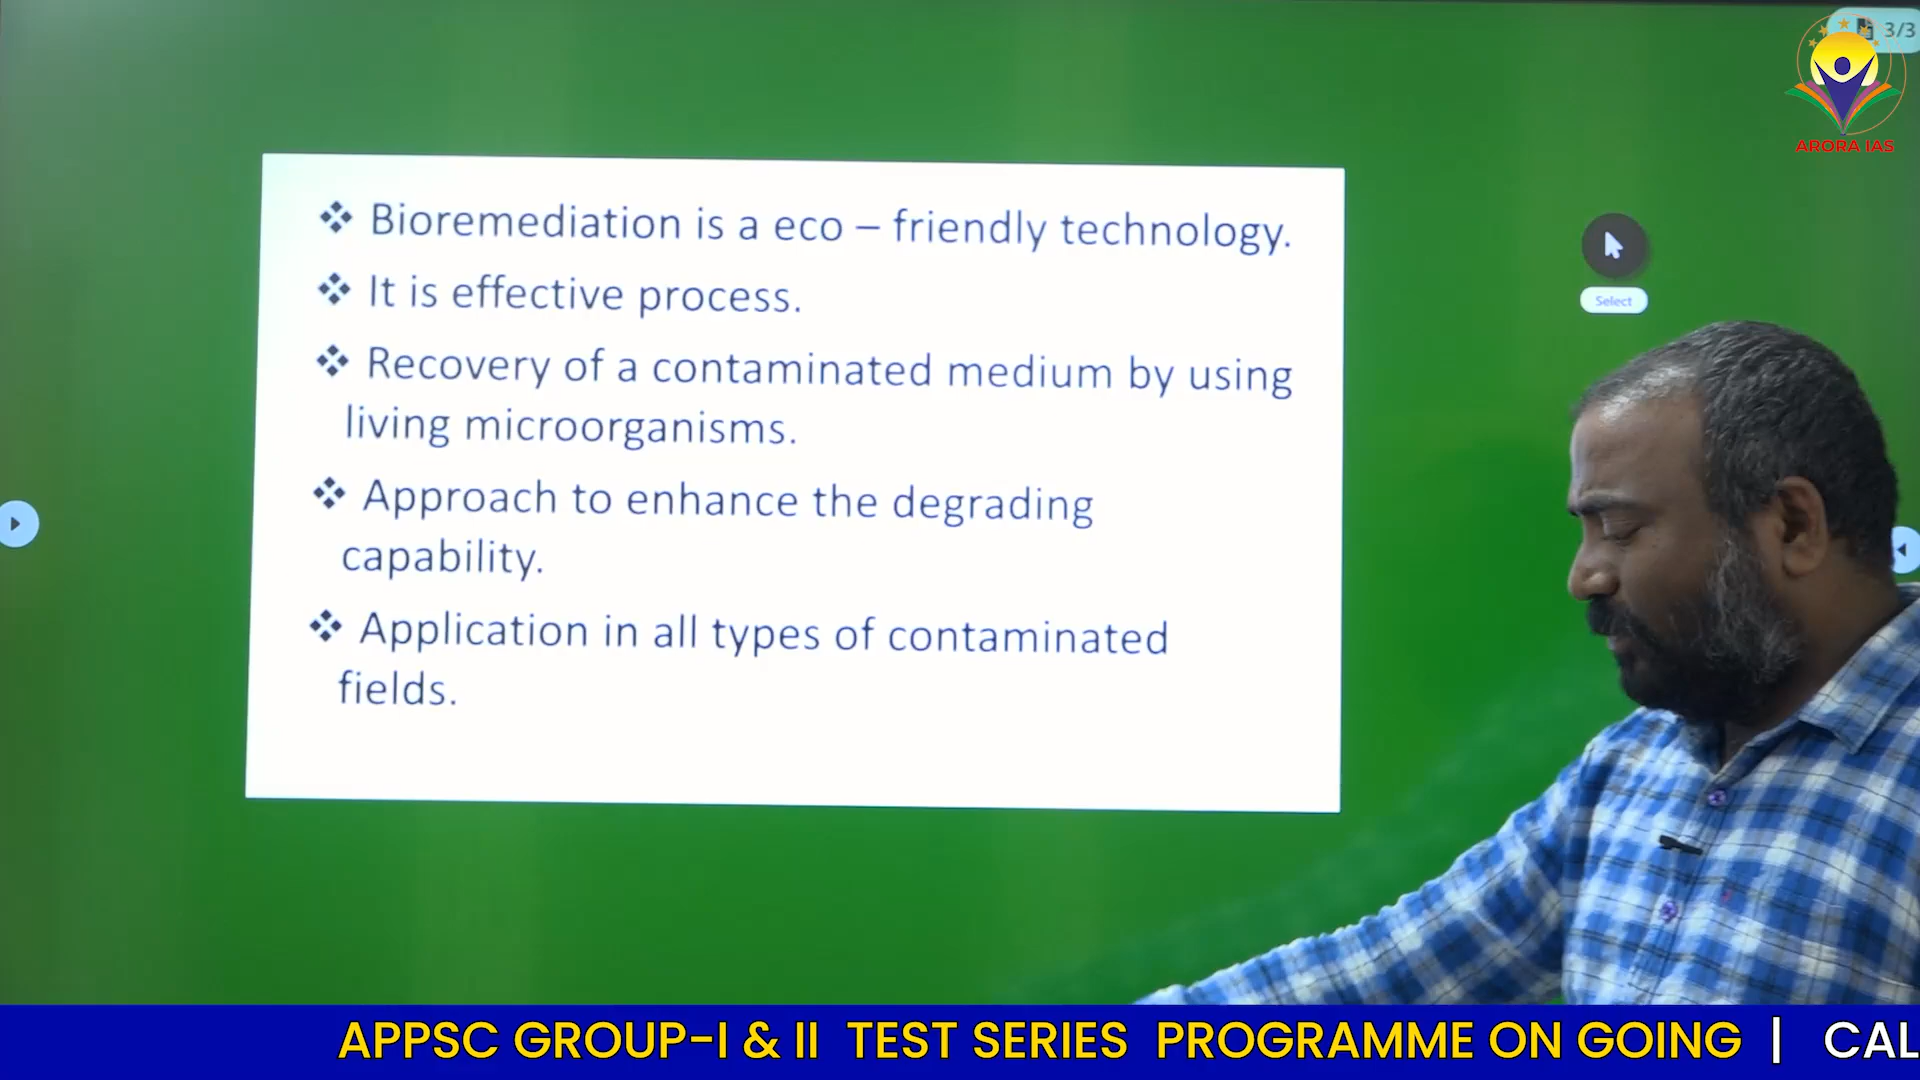 3/3
ARORA IAS
❖ Bioremediation is a eco – friendly technology.
❖ It is effective process.
❖ Recovery of a contaminated medium by using
living microorganisms.
❖ Approach to enhance the degrading
capability.
❖ Application in all types of contaminated
fields.
Select
APPSC GROUP-I & II TEST SERIES PROGRAMME ON GOING | CAL